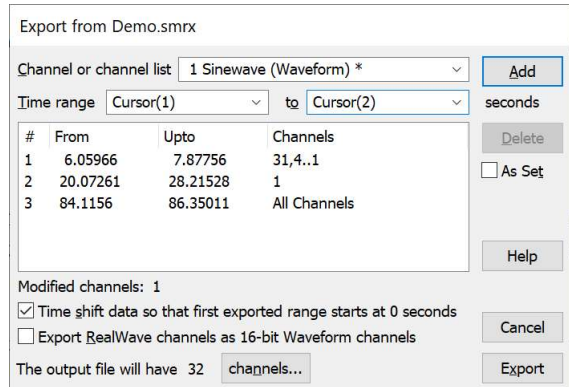 Export from Demo.smrx
Channel or channel list 1 Sinewave (Waveform) * Add
Time range Cursor(1) to Cursor(2) seconds
# From Upto Channels Delete
1 6.05966 7.87756 31,4..1 As Set
2 20.07261 28.21528 1
3 84.1156 86.35011 All Channels
Help
Modified channels: 1
Time shift data so that first exported range starts at 0 seconds
Export RealWave channels as 16-bit Waveform channels Cancel
The output file will have 32 channels... Export